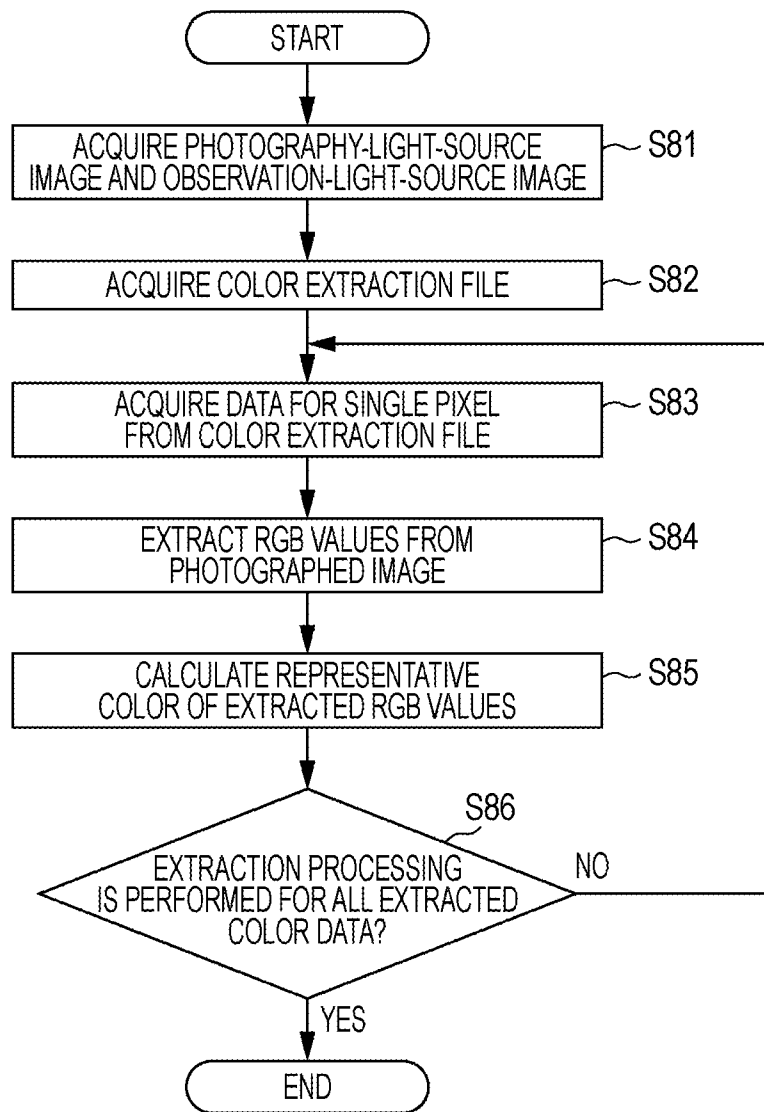 START
ACQUIRE PHOTOGRAPHY-LIGHT-SOURCE
IMAGE AND OBSERVATION-LIGHT-SOURCE IMAGE
S81
ACQUIRE COLOR EXTRACTION FILE
S82
ACQUIRE DATA FOR SINGLE PIXEL
FROM COLOR EXTRACTION FILE
S83
EXTRACT RGB VALUES FROM
PHOTOGRAPHED IMAGE
S84
CALCULATE REPRESENTATIVE
COLOR OF EXTRACTED RGB VALUES
S85
S86
EXTRACTION PROCESSING
IS PERFORMED FOR ALL EXTRACTED
COLOR DATA?
NO
YES
END